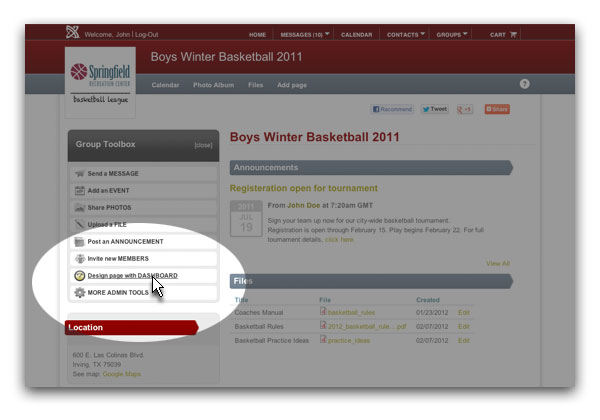 Welcome, John | Log-Out
HOME
MESSAGES (10)
CALENDAR
CONTACTS
GROUPS
CART
Boys Winter Basketball 2011
Springfield
RECREATION CENTER
basketball league
Calendar
Photo Album
Files
Add page
?
Recommend
Tweet
+1
Share
Group Toolbox
[close]
Send a MESSAGE
Add an EVENT
Share PHOTOS
Upload a FILE
Post an ANNOUNCEMENT
Invite new MEMBERS
Design page with DASHBOARD
MORE ADMIN TOOLS
Location
600 E. Las Colinas Blvd.
Irving, TX 75039
See map: Google Maps
Boys Winter Basketball 2011
Announcements
Registeration open for tournament
2011
JUL
19
From John Doe at 7:20am GMT
Sign your team up now for our city-wide basketball tournament.
Registration is open through February 15. Play begins February 22. For full
tournament details, click here.
View All
Files
Title File Created
Coaches Manual basketball_rules 01/23/2012 Edit
Basketball Rules 2012_basketball_rule... pdf 02/07/2012 Edit
Basketball Practice Ideas practice_ideas 02/07/2012 Edit